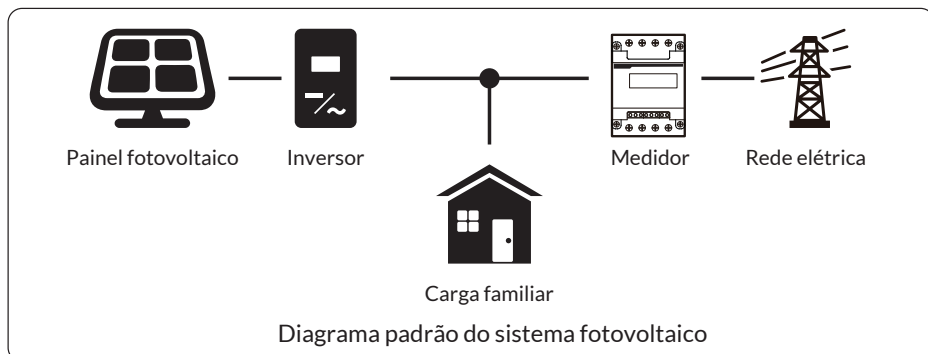 Painel fotovoltaico
Inversor
Medidor
Rede elétrica
Carga familiar
Diagrama padrão do sistema fotovoltaico